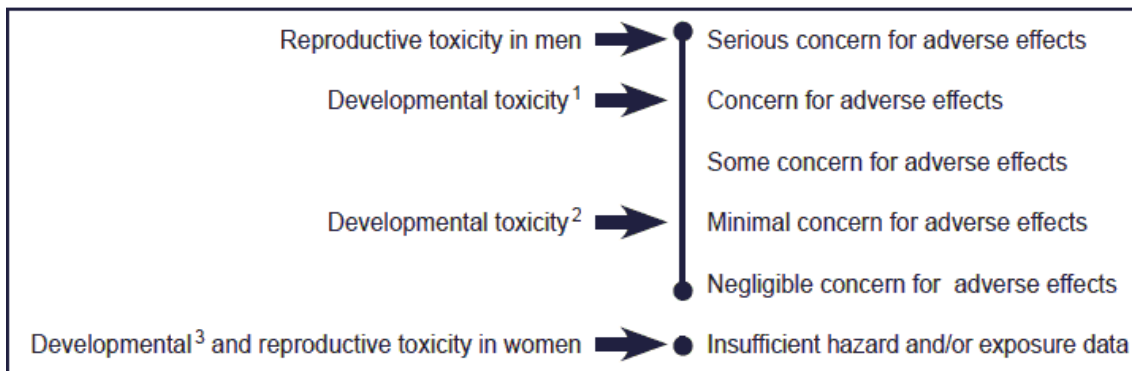 Reproductive toxicity in men Serious concern for adverse effects
Developmental toxicity1 Concern for adverse effects
Some concern for adverse effects
Developmental toxicity2 Minimal concern for adverse effects
Negligible concern for adverse effects
Developmental3 and reproductive toxicity in women Insufficient hazard and/or exposure data